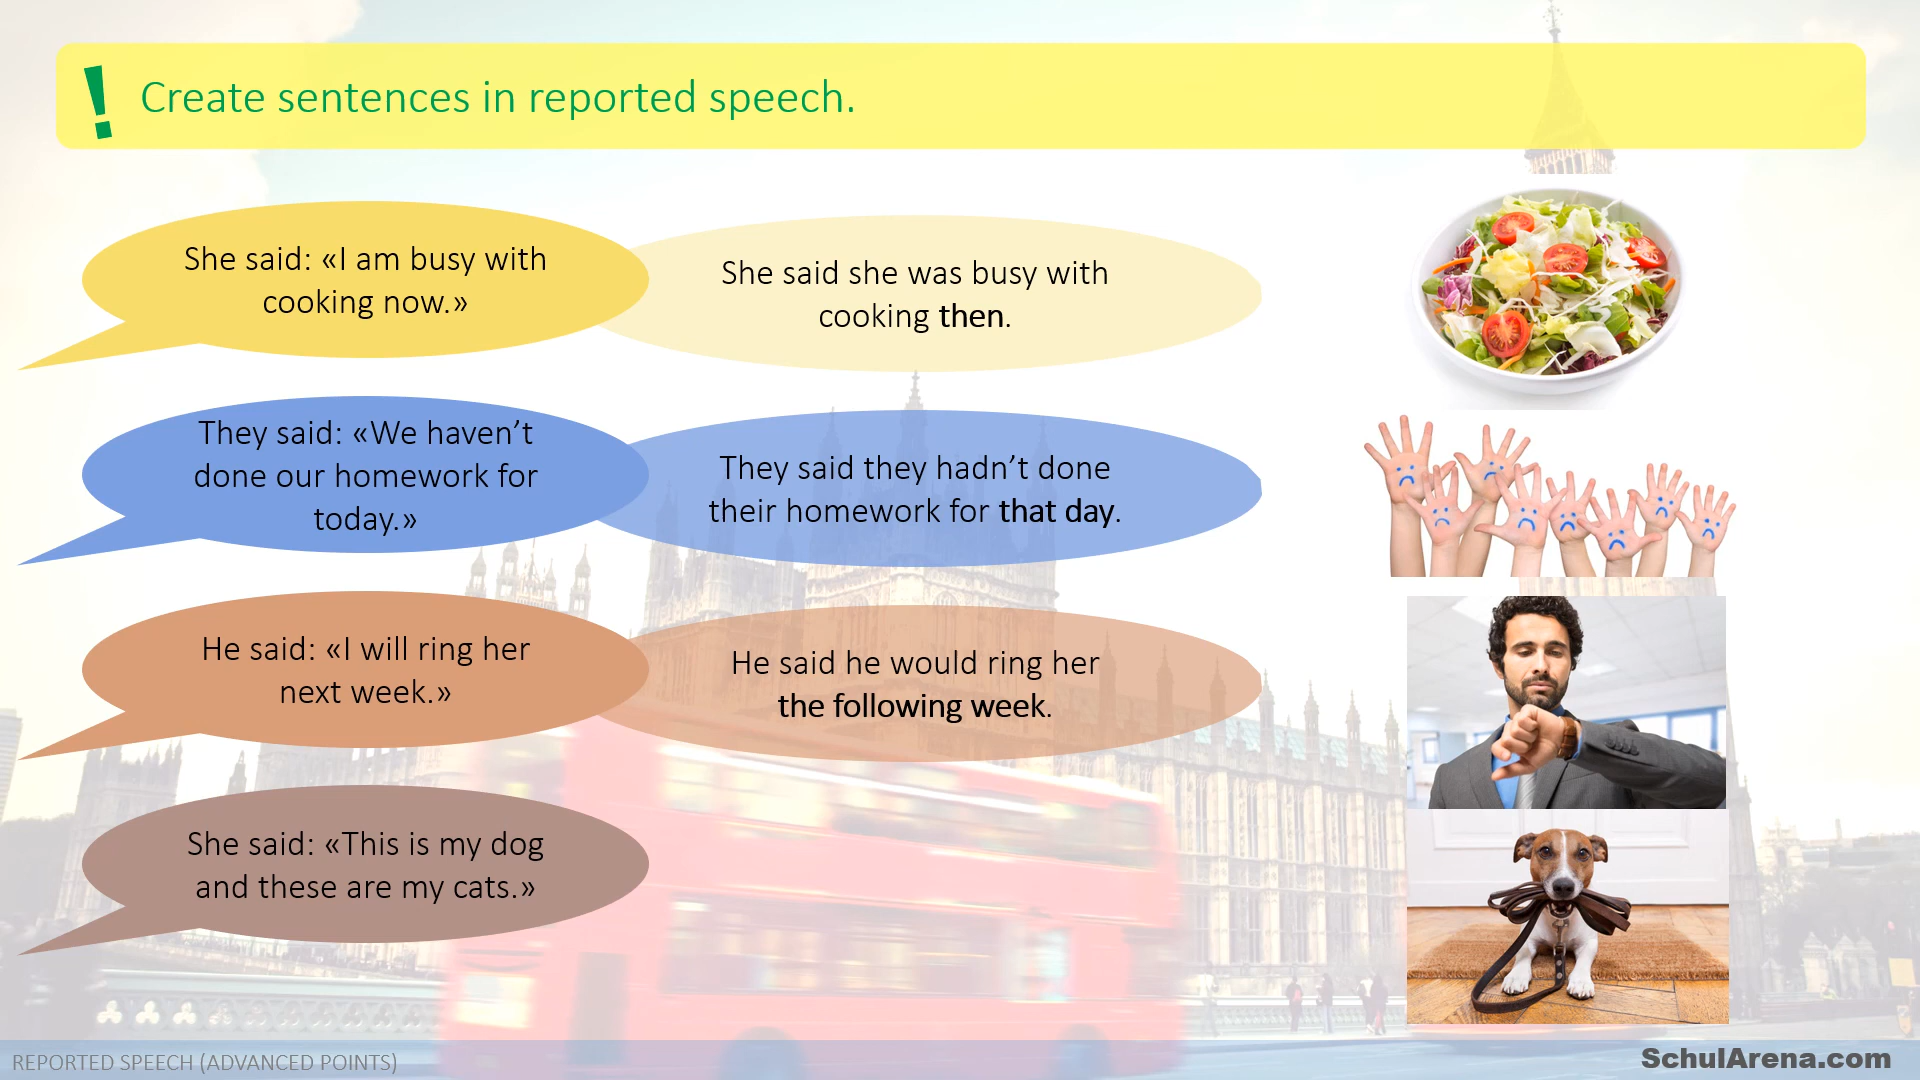 ! Create sentences in reported speech.
She said: «I am busy with
cooking now.»
She said she was busy with
cooking then.
They said: «We haven’t
done our homework for
today.»
They said they hadn’t done
their homework for that day.
He said: «I will ring her
next week.»
He said he would ring her
the following week.
She said: «This is my dog
and these are my cats.»
REPORTED SPEECH (ADVANCED POINTS)
SchulArena.com